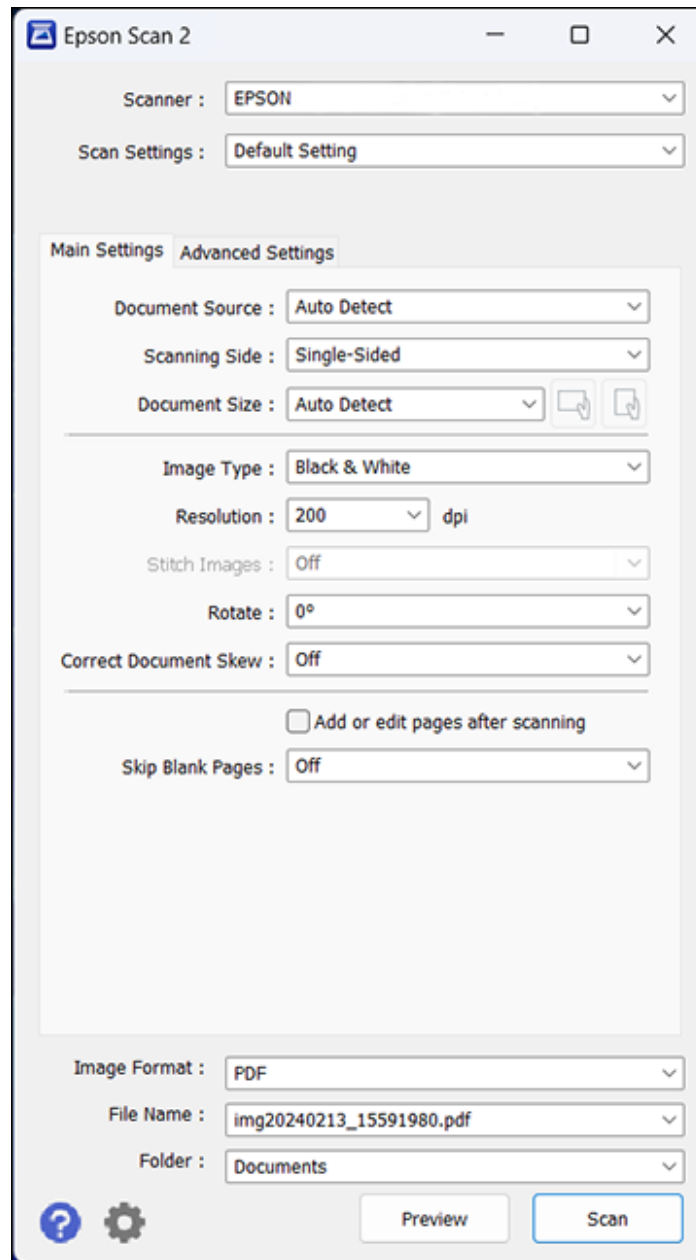 Epson Scan 2
Scanner : EPSON
Scan Settings : Default Setting
Main Settings Advanced Settings
Document Source : Auto Detect
Scanning Side : Single-Sided
Document Size : Auto Detect
Image Type : Black & White
Resolution : 200 dpi
Stitch Images : Off
Rotate : 0º
Correct Document Skew : Off
Add or edit pages after scanning
Skip Blank Pages : Off
Image Format : PDF
File Name : img20240213_15591980.pdf
Folder : Documents
? Preview Scan